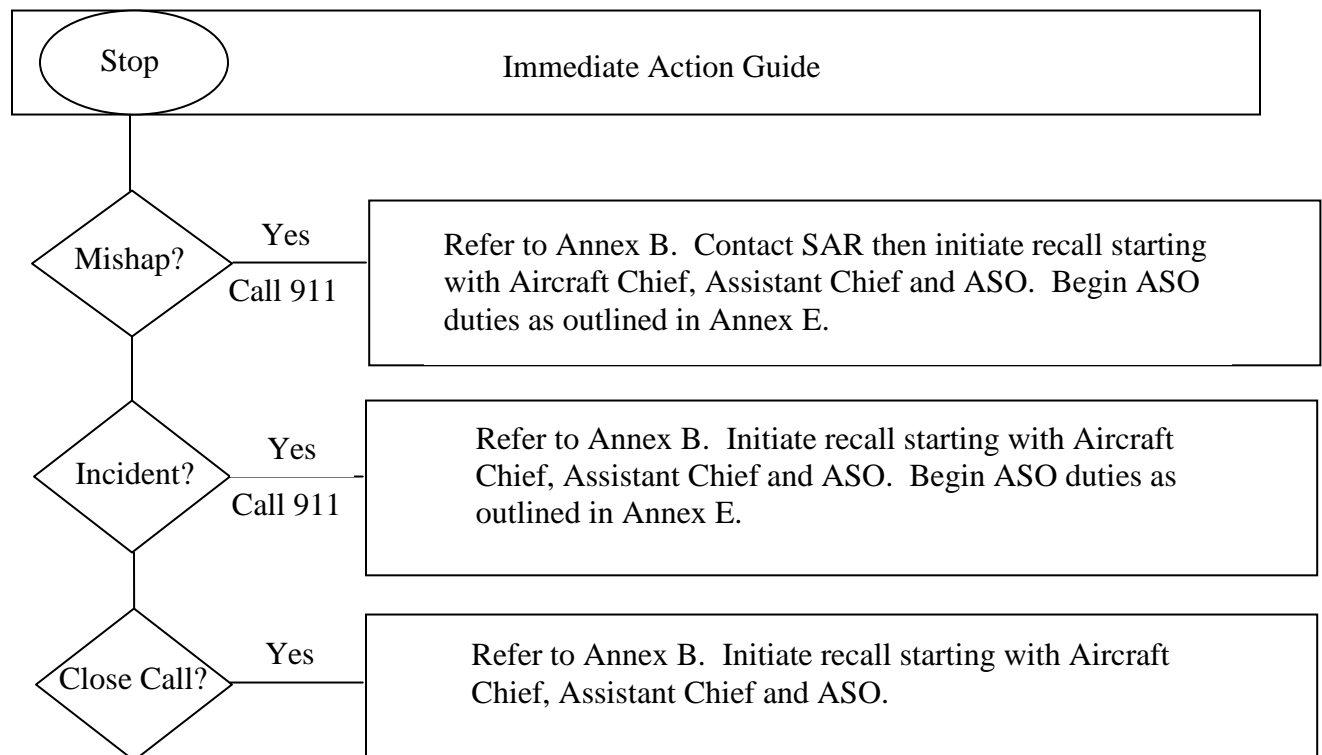 Stop
Immediate Action Guide
Mishap?
Yes
Call 911
Refer to Annex B.  Contact SAR then initiate recall starting
with Aircraft Chief, Assistant Chief and ASO.  Begin ASO
duties as outlined in Annex E.
Incident?
Yes
Call 911
Refer to Annex B.  Initiate recall starting with Aircraft
Chief, Assistant Chief and ASO.  Begin ASO duties as
outlined in Annex E.
Close Call?
Yes
Refer to Annex B.  Initiate recall starting with Aircraft
Chief, Assistant Chief and ASO.